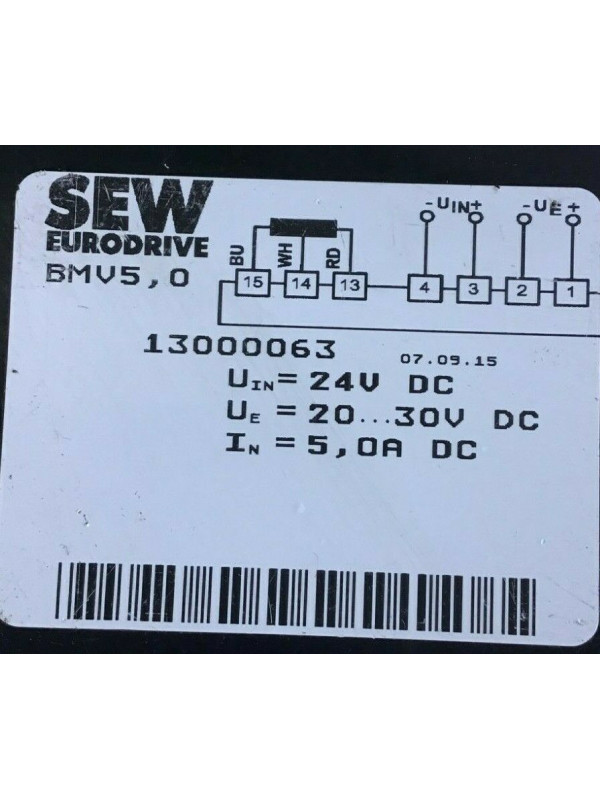 SEW
EURODRIVE
BMV5,0
BU
WH
RD
15
14
13
4
3
2
1
-UIN+
-UE+
13000063
07.09.15
UIN= 24V DC
UE = 20...30V DC
IN = 5,0A DC